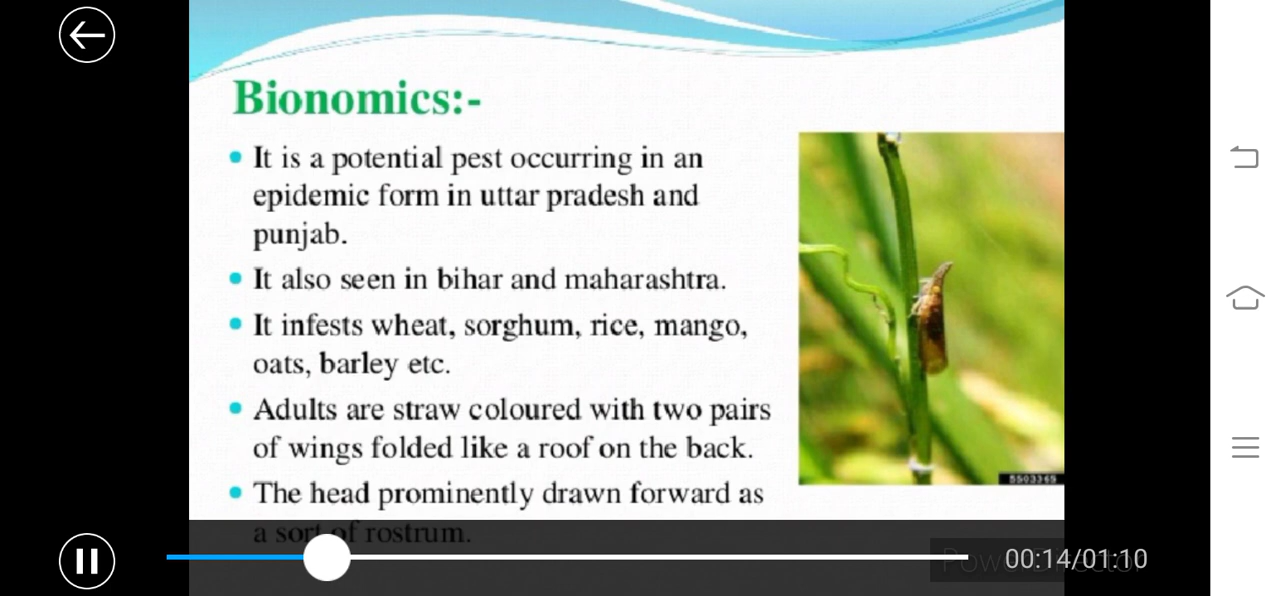 Bionomics:-
• It is a potential pest occurring in an
epidemic form in uttar pradesh and
punjab.
• It also seen in bihar and maharashtra.
• It infests wheat, sorghum, rice, mango,
oats, barley etc.
• Adults are straw coloured with two pairs
of wings folded like a roof on the back.
• The head prominently drawn forward as
a sort of rostrum.
5503365
00:14/01:10